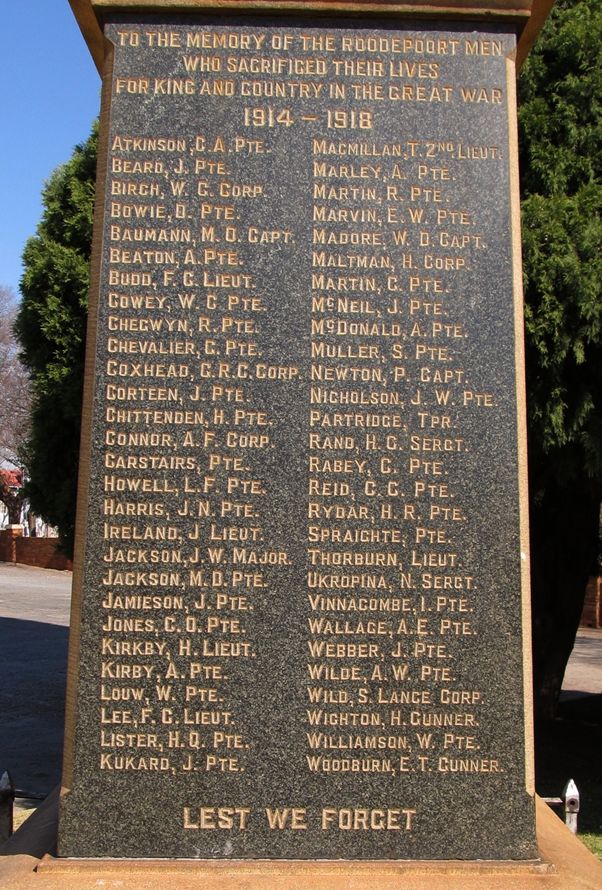 TO THE MEMORY OF THE ROODEPOORT MEN
WHO SACRIFICED THEIR LIVES
FOR KING AND COUNTRY IN THE GREAT WAR
1914 – 1918
ATKINSON, C.A. PTE.
BEARD, J. PTE.
BIRCH, W. G. CORP.
BOWIE, D. PTE.
BAUMANN, M. O. CAPT.
BEATON, A. PTE.
BUDD, F. G. LIEUT.
COWEY, W. G. PTE.
CHEGWYN, R. PTE.
CHEVALIER, G. PTE.
COXHEAD, G.R.C. CORP.
CORTEEN, J. PTE.
CHITTENDEN, H. PTE.
CONNOR, A. F. CORP.
CARSTAIRS, PTE.
HOWELL, L. F. PTE.
HARRIS, J. N. PTE.
IRELAND, J. LIEUT.
JACKSON, J. W. MAJOR.
JACKSON, M. D. PTE.
JAMIESON, J. PTE.
JONES, C. O. PTE.
KIRKBY, H. LIEUT.
KIRBY, A. PTE.
LOUW, W. PTE.
LEE, F. G. LIEUT.
LISTER, H. Q. PTE.
KUKARD, J. PTE.
MACMILLAN, T. 2ND LIEUT.
MARLEY, A. PTE.
MARTIN, R. PTE.
MARVIN, E. W. PTE.
MADORE, W. D. CAPT.
MALTMAN, H. CORP.
MARTIN, G. PTE.
MCNEIL, J. PTE.
MCDONALD, A. PTE.
MULLER, S. PTE.
NEWTON, P. CAPT.
NICHOLSON, J. W. PTE.
PARTRIDGE, TPR.
RAND, H. G. SERGT.
RABEY, G. PTE.
REID, G. C. PTE.
RYDAR, H. R. PTE.
SPRAIGHTE, PTE.
THORBURN, LIEUT.
UKROPINA, N. SERGT.
VINNACOMBE, I. PTE.
WALLACE, A. E. PTE.
WEBBER, J. PTE.
WILDE, A. W. PTE.
WILD, S. LANCE CORP.
WIGHTON, H. GUNNER.
WILLIAMSON, W. PTE.
WOODBURN, E. T. GUNNER.
LEST WE FORGET